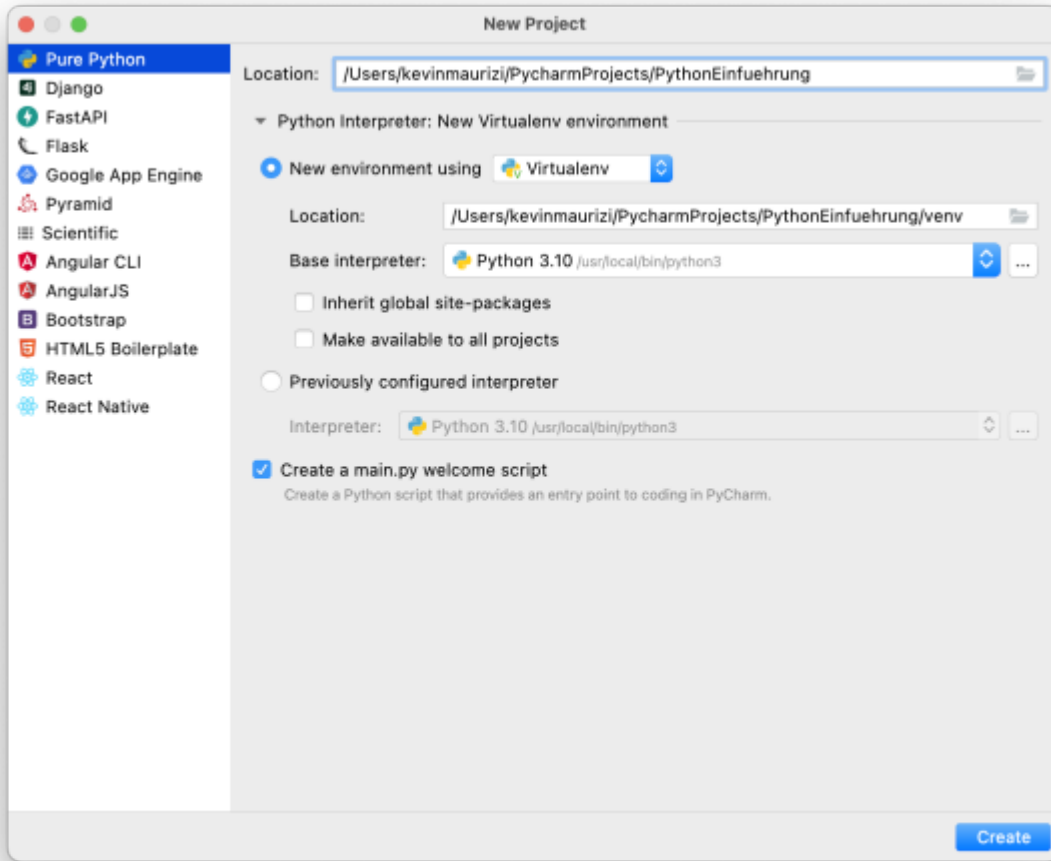 New Project
Pure Python
Django
FastAPI
Flask
Google App Engine
Pyramid
Scientific
Angular CLI
AngularJS
Bootstrap
HTML5 Boilerplate
React
React Native
Location: /Users/kevinmaurizi/PycharmProjects/PythonEinfuehrung
Python Interpreter: New Virtualenv environment
New environment using Virtualenv
Location: /Users/kevinmaurizi/PycharmProjects/PythonEinfuehrung/venv
Base interpreter: Python 3.10 /usr/local/bin/python3 ...
Inherit global site-packages
Make available to all projects
Previously configured interpreter
Interpreter: Python 3.10 /usr/local/bin/python3 ...
Create a main.py welcome script
Create a Python script that provides an entry point to coding in PyCharm.
Create